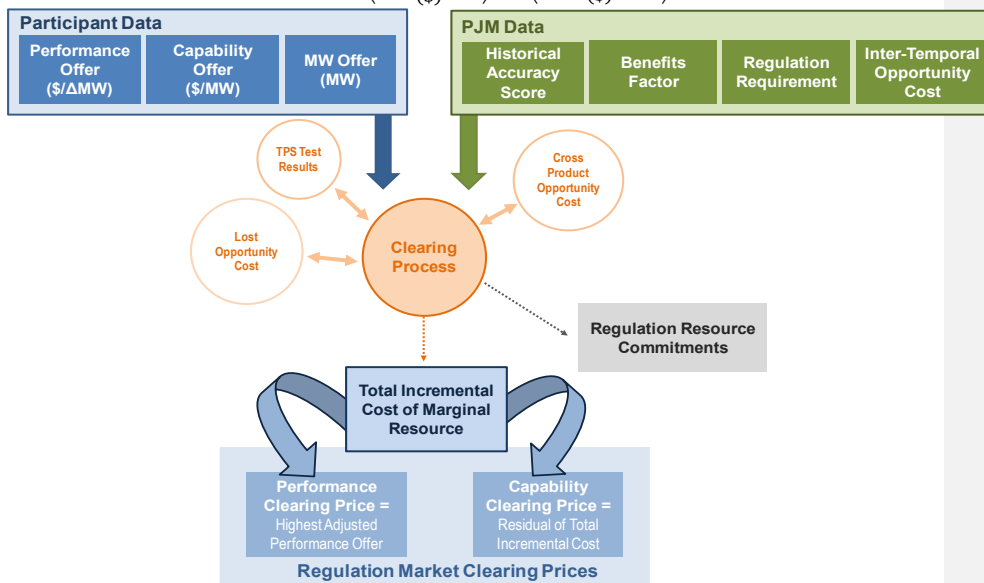 Participant Data
Performance
Offer
($/ΔMW)
Capability
Offer
($/MW)
MW Offer
(MW)
PJM Data
Historical
Accuracy
Score
Benefits
Factor
Regulation
Requirement
Inter-Temporal
Opportunity
Cost
TPS Test
Results
Cross
Product
Opportunity
Cost
Lost
Opportunity
Cost
Clearing
Process
Regulation Resource
Commitments
Total Incremental
Cost of Marginal
Resource
Performance
Clearing Price =
Highest Adjusted
Performance Offer
Capability
Clearing Price =
Residual of Total
Incremental Cost
Regulation Market Clearing Prices